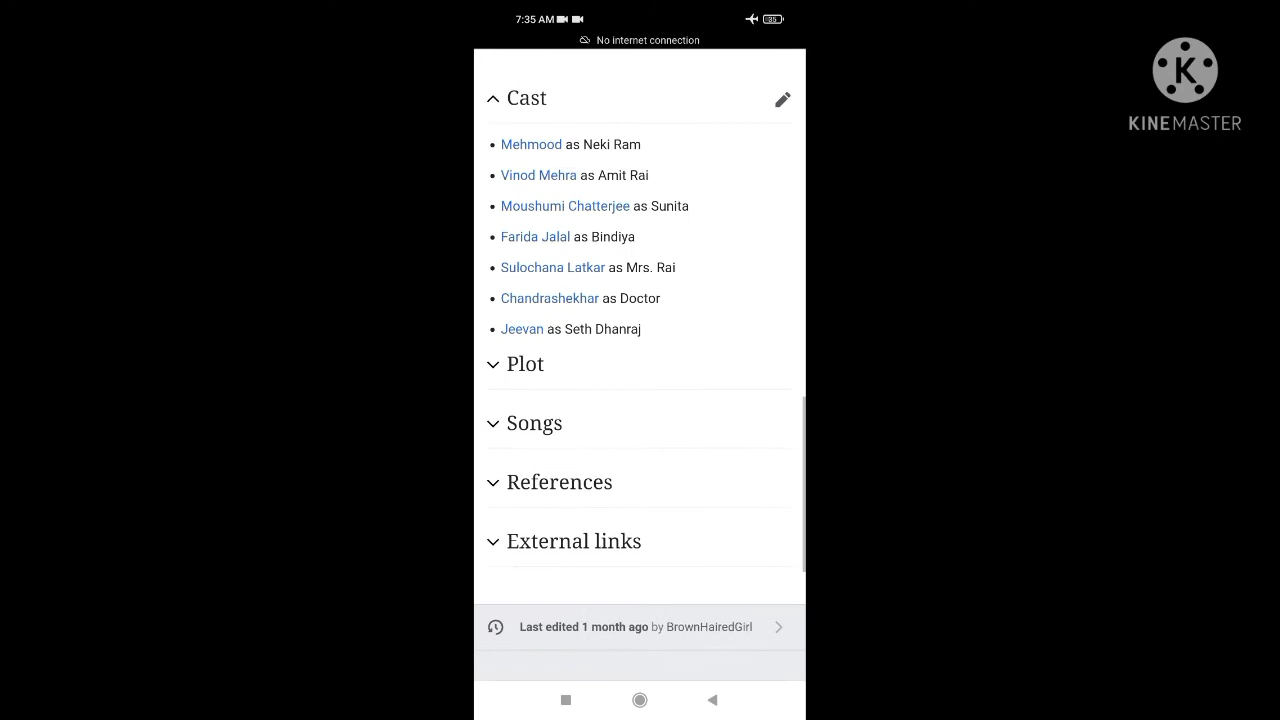 7:35 AM
35
No internet connection
KINEMASTER
Cast
• Mehmood as Neki Ram
• Vinod Mehra as Amit Rai
• Moushumi Chatterjee as Sunita
• Farida Jalal as Bindiya
• Sulochana Latkar as Mrs. Rai
• Chandrashekhar as Doctor
• Jeevan as Seth Dhanraj
Plot
Songs
References
External links
Last edited 1 month ago by BrownHairedGirl